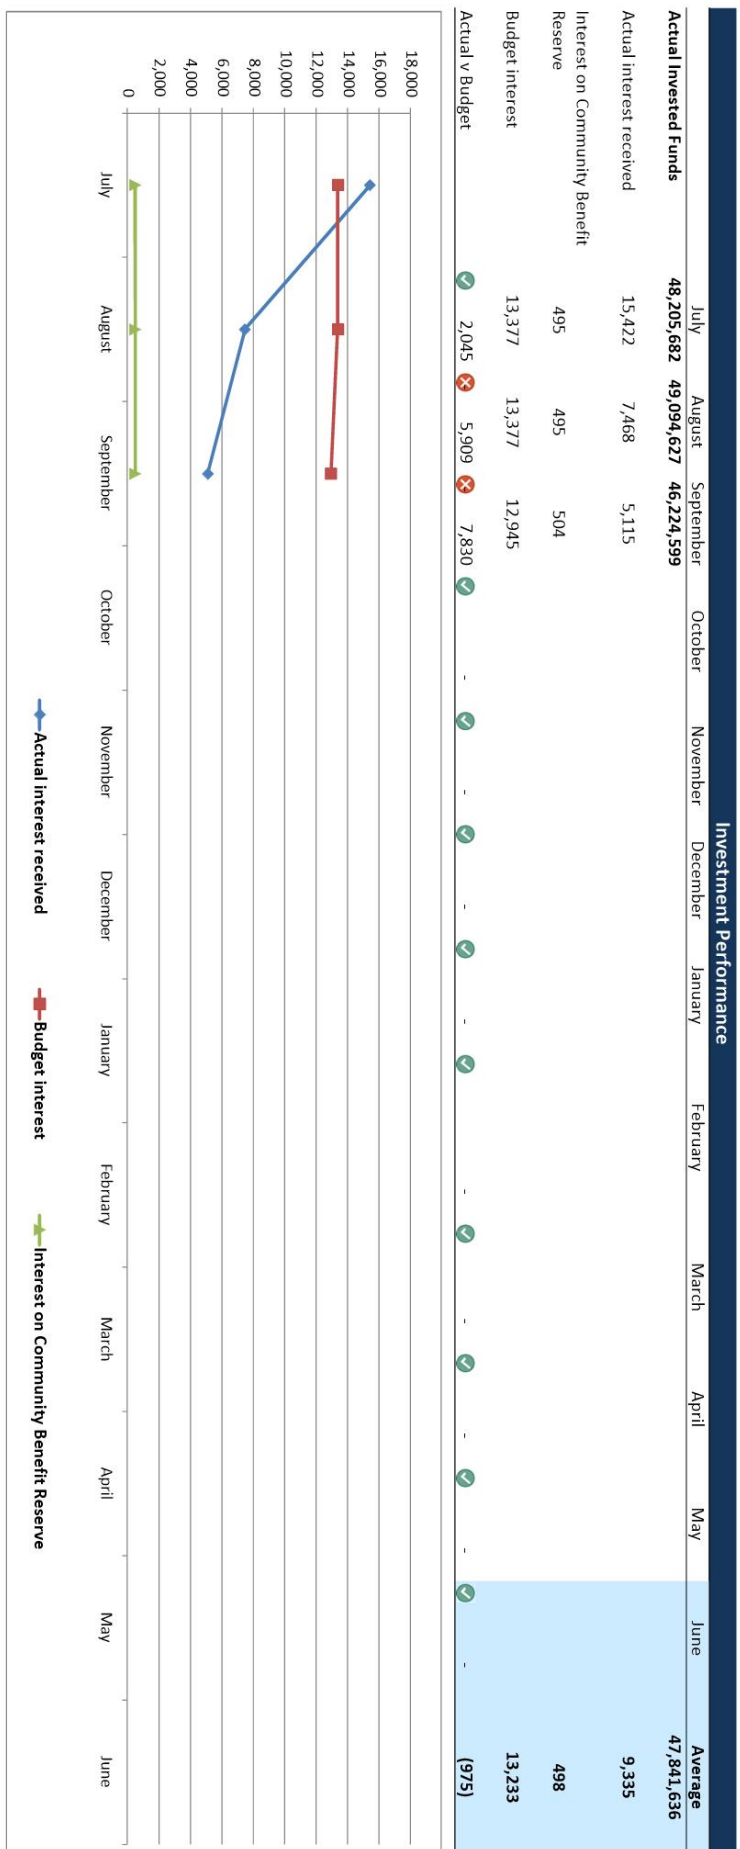 Investment Performance
July August September October November December January February March April May June Average
Actual Invested Funds 48,205,682 49,094,627 46,224,599 47,841,636
Actual interest received 15,422 7,468 5,115 9,335
Interest on Community Benefit
Reserve 495 495 504 498
Budget interest 13,377 13,377 12,945 13,233
Actual v Budget 2,045 5,909 7,830 - - - - - - - - - (975)
18,000
16,000
14,000
12,000
10,000
8,000
6,000
4,000
2,000
0
July August September October November December January February March April May June
Actual interest received Budget interest Interest on Community Benefit Reserve